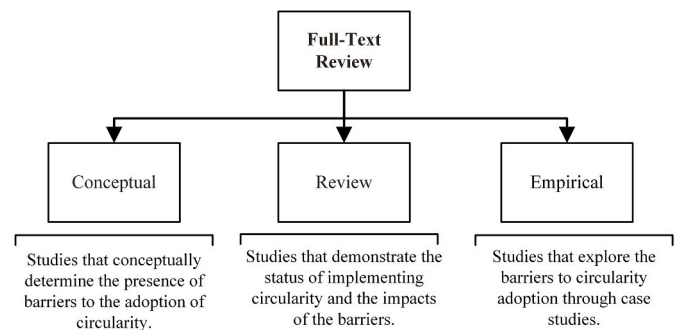 Full-Text
Review
Conceptual
Review
Empirical
Studies that conceptually
determine the presence of
barriers to the adoption of
circularity.
Studies that demonstrate the
status of implementing
circularity and the impacts
of the barriers.
Studies that explore the
barriers to circularity
adoption through case
studies.